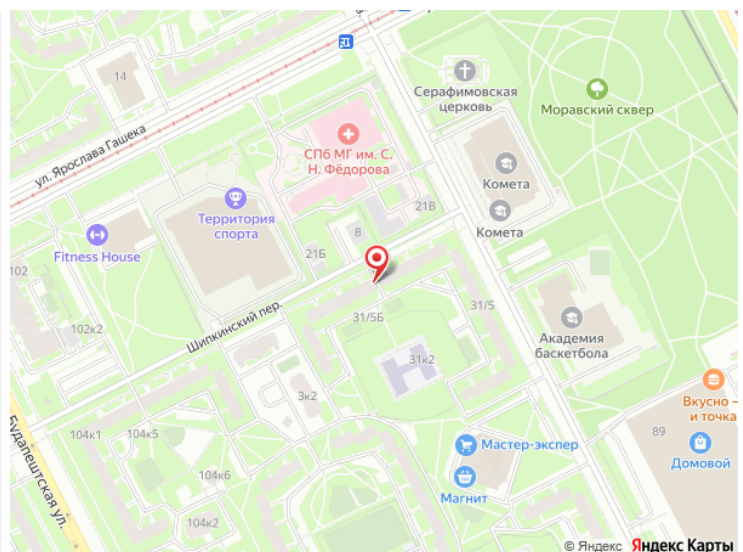 14
Серафимовская
церковь
Моравский сквер
ул. Ярослава Гашека
СПб МГ им. С.
Н. Фёдорова
Комета
21В
Территория
спорта
8
Комета
Fitness House
21Б
102
102к2
Шипкинский пер.
31/5Б
31/5
Академия
баскетбола
31к2
3к2
Вкусно –
и точка
Будапештская ул.
104к1
104к5
Мастер-экспер
89
Домовой
104к6
Магнит
104к2
© Яндекс Яндекс Карты